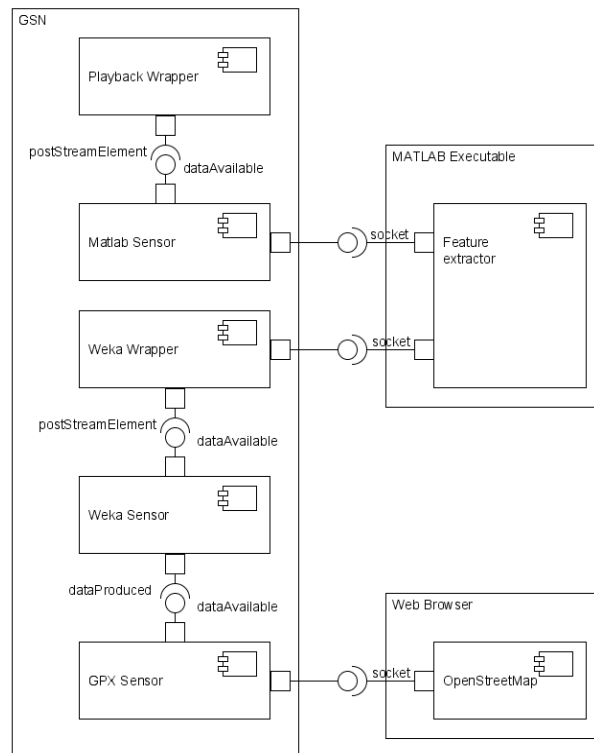 GSN
Playback Wrapper
postStreamElement
dataAvailable
MATLAB Executable
Matlab Sensor
socket
Feature
extractor
Weka Wrapper
socket
postStreamElement
dataAvailable
Weka Sensor
dataProduced
dataAvailable
Web Browser
GPX Sensor
socket
OpenStreetMap